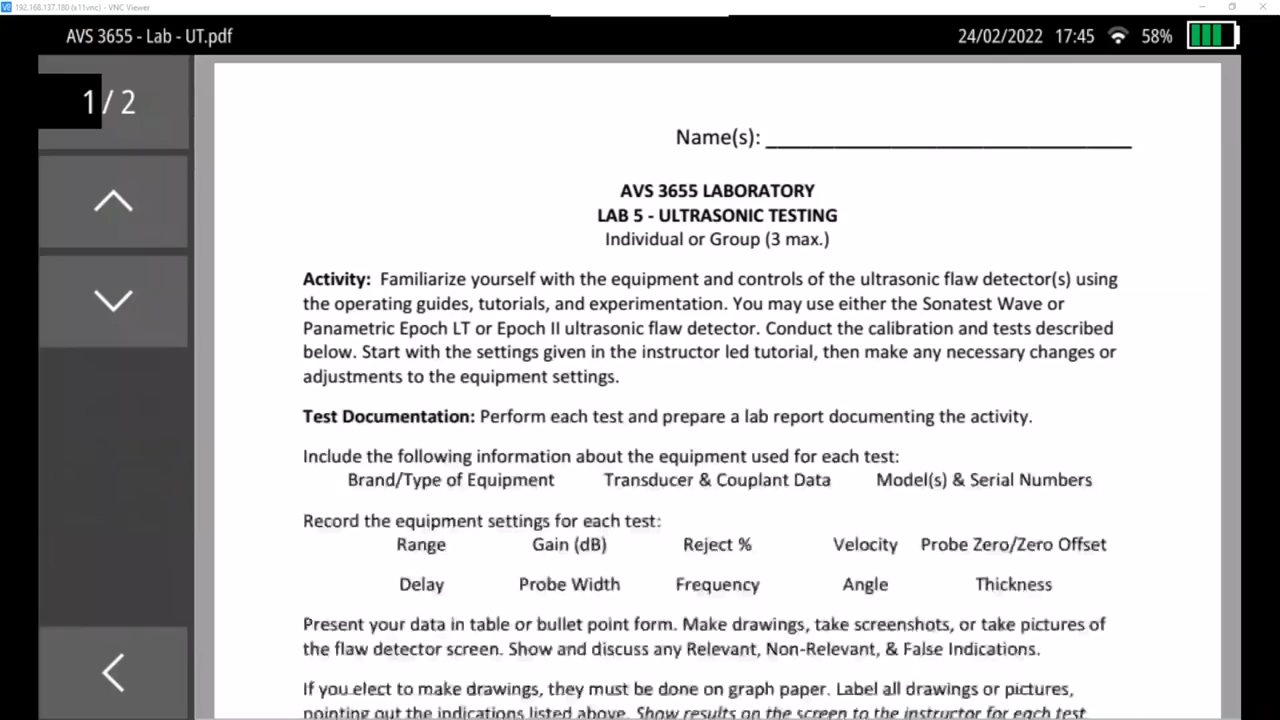 192.168.137.180 (x11vnc) - VNC Viewer
AVS 3655 - Lab - UT.pdf 24/02/2022 17:45 58%
1 / 2
Name(s): ________________________________
AVS 3655 LABORATORY
LAB 5 - ULTRASONIC TESTING
Individual or Group (3 max.)
Activity: Familiarize yourself with the equipment and controls of the ultrasonic flaw detector(s) using
the operating guides, tutorials, and experimentation. You may use either the Sonatest Wave or
Panametric Epoch LT or Epoch II ultrasonic flaw detector. Conduct the calibration and tests described
below. Start with the settings given in the instructor led tutorial, then make any necessary changes or
adjustments to the equipment settings.
Test Documentation: Perform each test and prepare a lab report documenting the activity.
Include the following information about the equipment used for each test:
Brand/Type of Equipment Transducer & Couplant Data Model(s) & Serial Numbers
Record the equipment settings for each test:
Range Gain (dB) Reject % Velocity Probe Zero/Zero Offset
Delay Probe Width Frequency Angle Thickness
Present your data in table or bullet point form. Make drawings, take screenshots, or take pictures of
the flaw detector screen. Show and discuss any Relevant, Non-Relevant, & False Indications.
If you elect to make drawings, they must be done on graph paper. Label all drawings or pictures,
pointing out the indications listed above. Show results on the screen to the instructor for each test